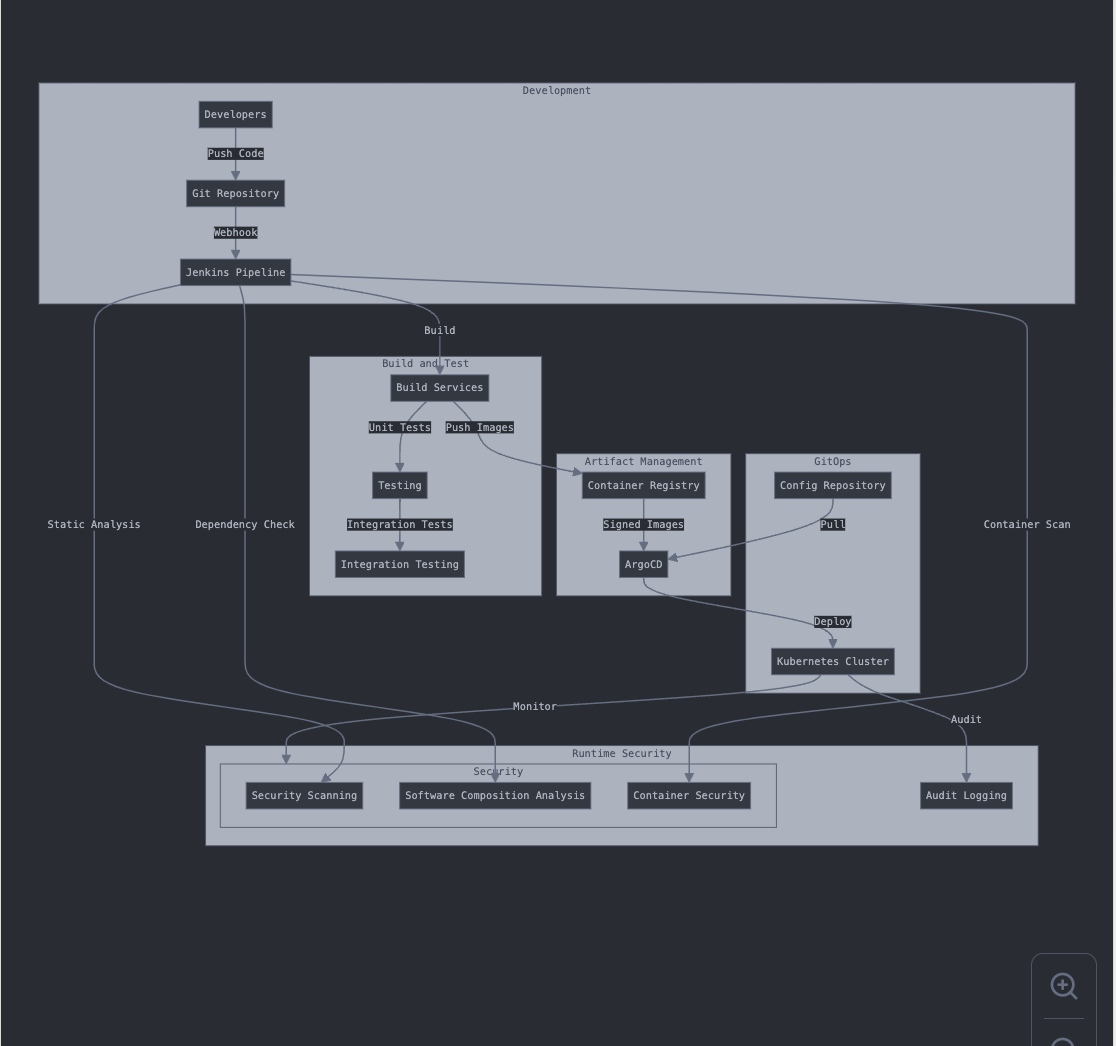 Development
Developers
Push Code
Git Repository
Webhook
Jenkins Pipeline
Build
Build and Test
Build Services
Unit Tests
Push Images
Artifact Management
GitOps
Testing
Container Registry
Config Repository
Static Analysis
Dependency Check
Integration Tests
Signed Images
Pull
Container Scan
Integration Testing
ArgoCD
Deploy
Kubernetes Cluster
Monitor
Audit
Runtime Security
Security
Security Scanning
Software Composition Analysis
Container Security
Audit Logging